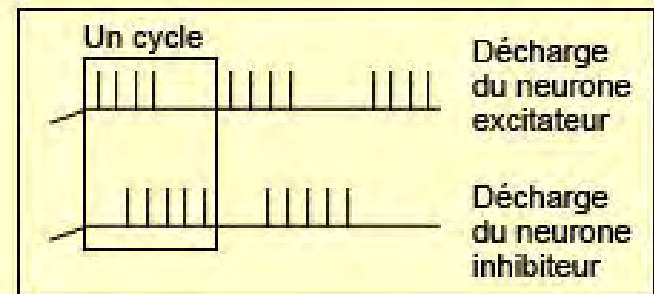 Un cycle
Décharge
du neurone
excitateur
Décharge
du neurone
inhibiteur